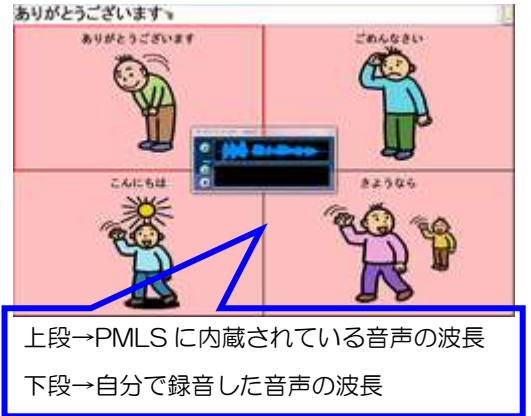 ありがとうございます
ありがとうございます
ごめんなさい
こんにちは
さようなら
上段→PMLSに内蔵されている音声の波長
下段→自分で録音した音声の波長